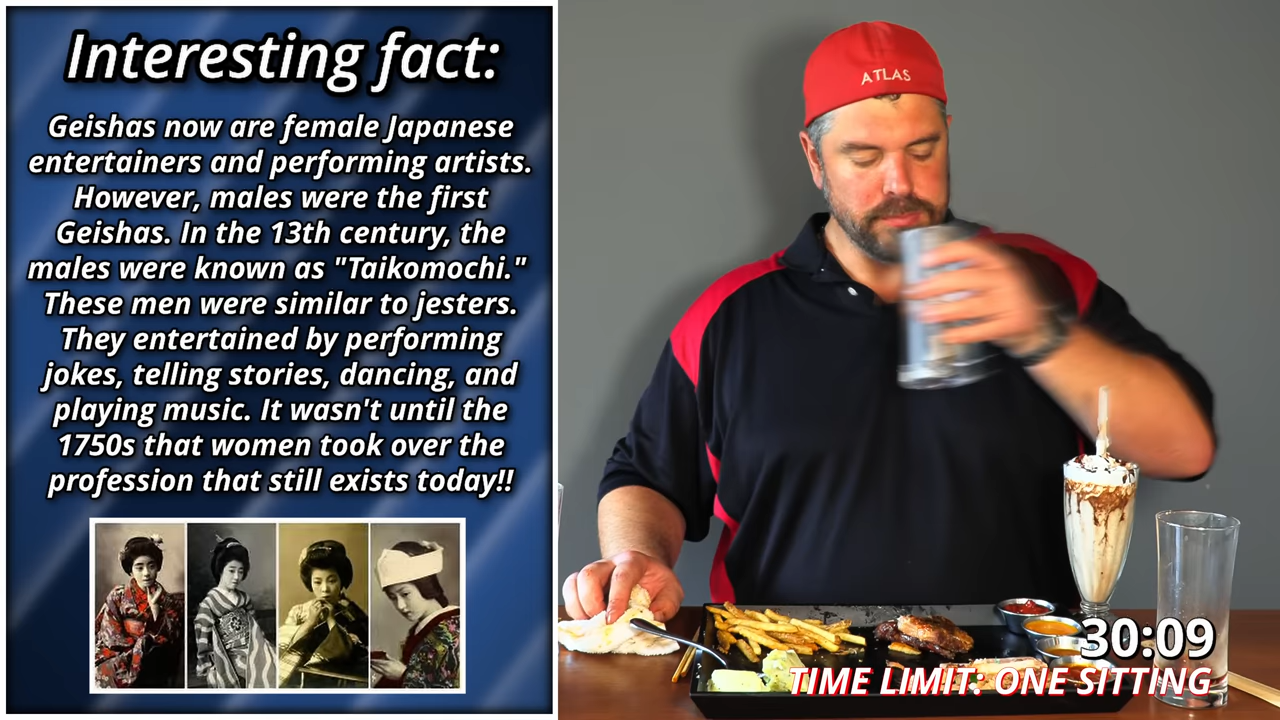 Interesting fact:
Geishas now are female Japanese
entertainers and performing artists.
However, males were the first
Geishas. In the 13th century, the
males were known as "Taikomochi."
These men were similar to jesters.
They entertained by performing
jokes, telling stories, dancing, and
playing music. It wasn't until the
1750s that women took over the
profession that still exists today!!
ATLAS
30:09
TIME LIMIT: ONE SITTING